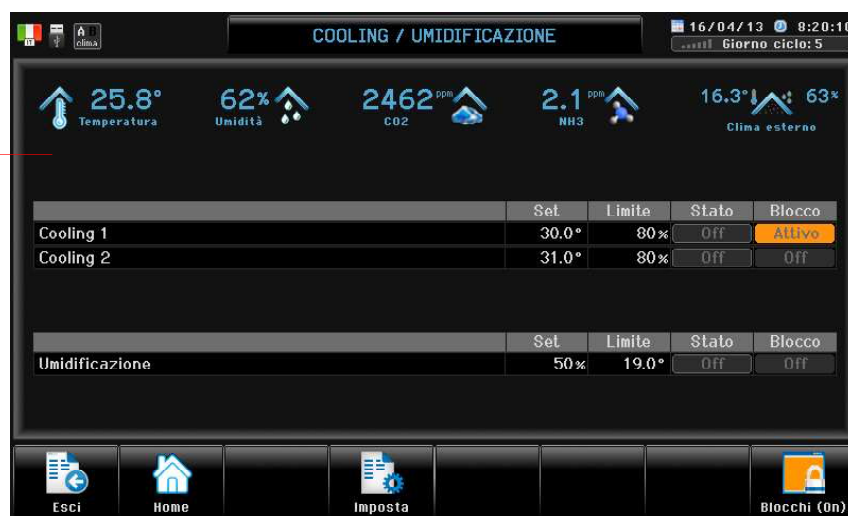 IT A clima COOLING / UMIDIFICAZIONE 16/04/13 8:20:10
Giorno ciclo: 5
25.8° 62% 2462 ppm 2.1 ppm 16.3° 63%
Temperatura Umidità CO2 NH3 Clima esterno
Set Limite Stato Blocco
Cooling 1 30.0° 80% Off Attivo
Cooling 2 31.0° 80% Off Off
Set Limite Stato Blocco
Umidificazione 50% 19.0° Off Off
Esci Home Imposta Blocchi (On)